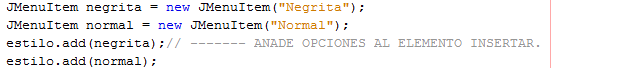 JMenuItem negrita = new JMenuItem("Negrita");
JMenuItem normal = new JMenuItem("Normal");
estilo.add(negrita);// ------- ANADE OPCIONES AL ELEMENTO INSERTAR.
estilo.add(normal);